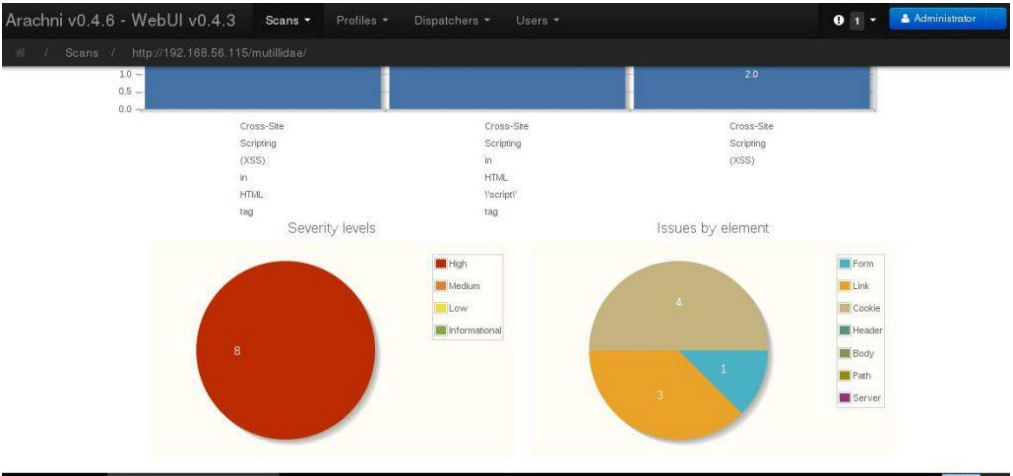 Arachni v0.4.6 - WebUI v0.4.3 Scans Profiles Dispatchers Users 1 Administrator
/ Scans / http://192.168.56.115/mutillidae/
1.0
2.0
0.5
0.0
Cross-Site
Scripting
(XSS)
in
HTML
tag
Cross-Site
Scripting
in
HTML
\'script\'
tag
Cross-Site
Scripting
(XSS)
Severity levels
High
Medium
Low
Informational
8
Issues by element
Form
Link
Cookie
Header
Body
Path
Server
4
1
3